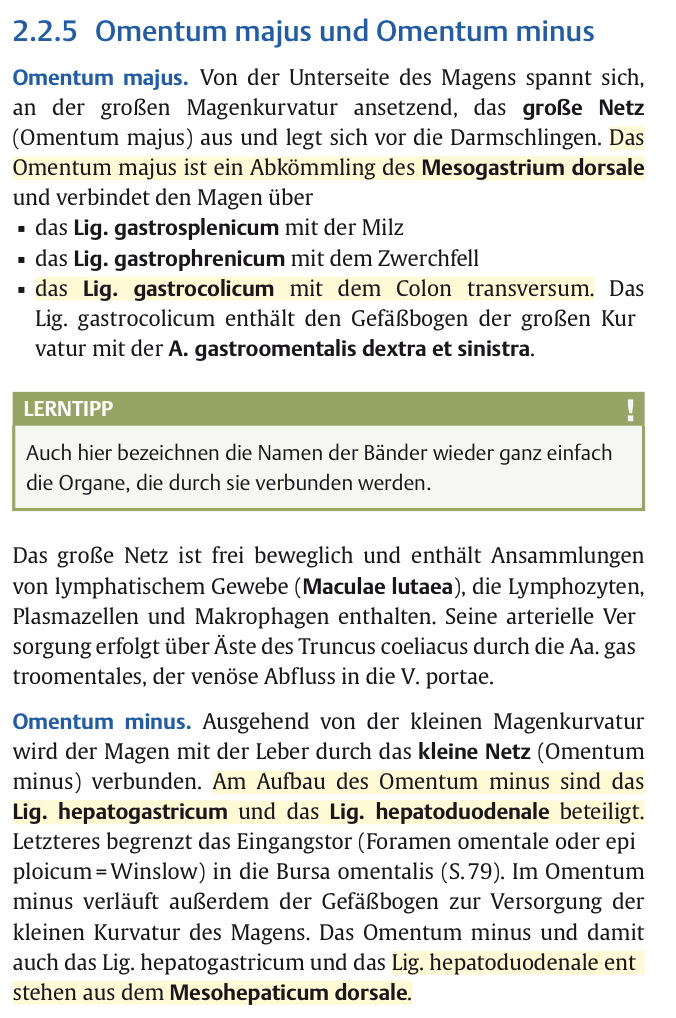 2.2.5 Omentum majus und Omentum minus
Omentum majus. Von der Unterseite des Magens spannt sich,
an der großen Magenkurvatur ansetzend, das große Netz
(Omentum majus) aus und legt sich vor die Darmschlingen. Das
Omentum majus ist ein Abkömmling des Mesogastrium dorsale
und verbindet den Magen über
▪ das Lig. gastrosplenicum mit der Milz
▪ das Lig. gastrophrenicum mit dem Zwerchfell
▪ das Lig. gastrocolicum mit dem Colon transversum. Das
Lig. gastrocolicum enthält den Gefäßbogen der großen Kur
vatur mit der A. gastroomentalis dextra et sinistra.
LERNTIPP !
Auch hier bezeichnen die Namen der Bänder wieder ganz einfach
die Organe, die durch sie verbunden werden.
Das große Netz ist frei beweglich und enthält Ansammlungen
von lymphatischem Gewebe (Maculae lutaea), die Lymphozyten,
Plasmazellen und Makrophagen enthalten. Seine arterielle Ver
sorgung erfolgt über Äste des Truncus coeliacus durch die Aa. gas
troomentales, der venöse Abfluss in die V. portae.
Omentum minus. Ausgehend von der kleinen Magenkurvatur
wird der Magen mit der Leber durch das kleine Netz (Omentum
minus) verbunden. Am Aufbau des Omentum minus sind das
Lig. hepatogastricum und das Lig. hepatoduodenale beteiligt.
Letzteres begrenzt das Eingangstor (Foramen omentale oder epi
ploicum = Winslow) in die Bursa omentalis (S. 79). Im Omentum
minus verläuft außerdem der Gefäßbogen zur Versorgung der
kleinen Kurvatur des Magens. Das Omentum minus und damit
auch das Lig. hepatogastricum und das Lig. hepatoduodenale ent
stehen aus dem Mesohepaticum dorsale.